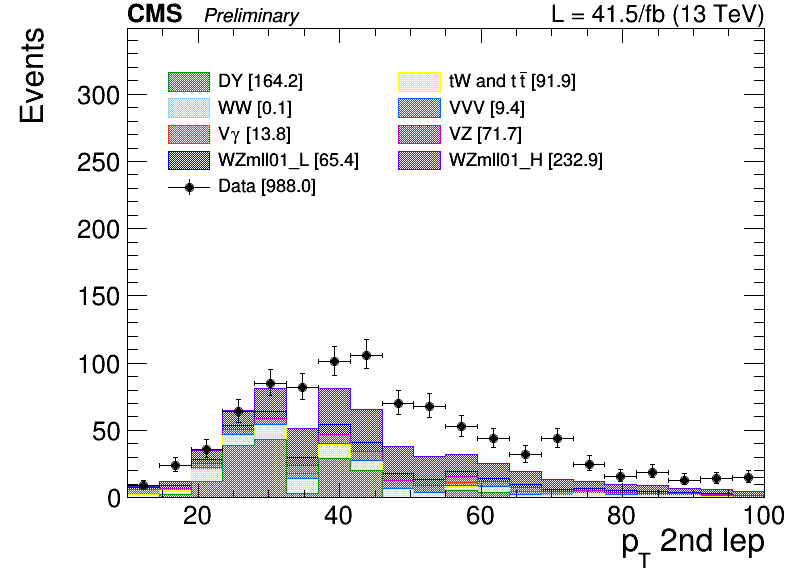 CMS Preliminary L = 41.5/fb (13 TeV)
Events
DY [164.2] tW and t t̄ [91.9]
WW [0.1] VVV [9.4]
Vγ [13.8] VZ [71.7]
WZmll01_L [65.4] WZmll01_H [232.9]
Data [988.0]
300
250
200
150
100
50
0
20 40 60 80 100
p_T 2nd lep